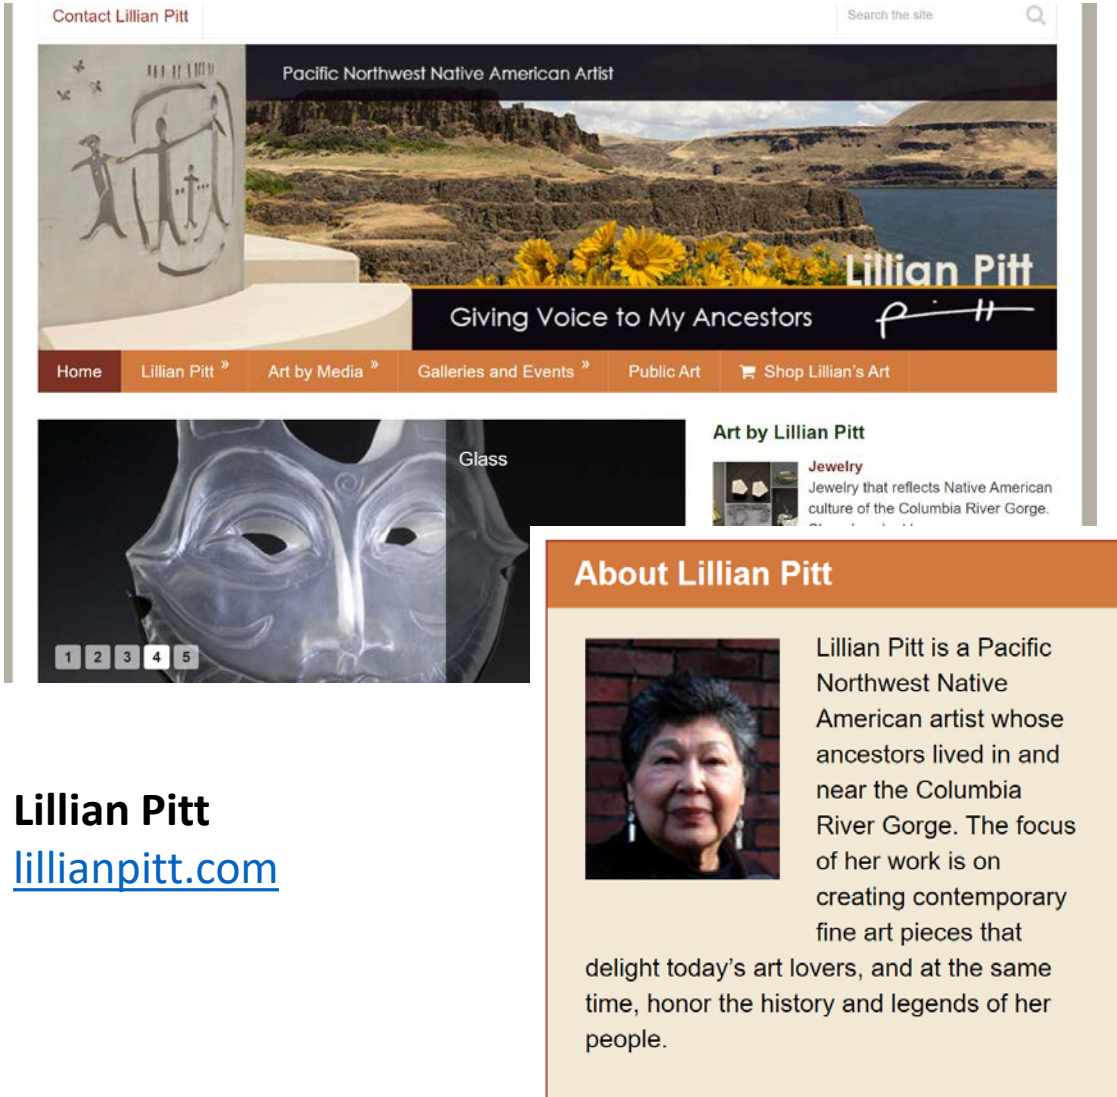 Contact Lillian Pitt
Search the site
Pacific Northwest Native American Artist
Lillian Pitt
Giving Voice to My Ancestors
Pitt
Home
Lillian Pitt »
Art by Media »
Galleries and Events »
Public Art
Shop Lillian's Art
Glass
1 2 3 4 5
Art by Lillian Pitt
Jewelry
Jewelry that reflects Native American
culture of the Columbia River Gorge.
About Lillian Pitt
Lillian Pitt is a Pacific
Northwest Native
American artist whose
ancestors lived in and
near the Columbia
River Gorge. The focus
of her work is on
creating contemporary
fine art pieces that
delight today's art lovers, and at the same
time, honor the history and legends of her
people.
Lillian Pitt
lillianpitt.com